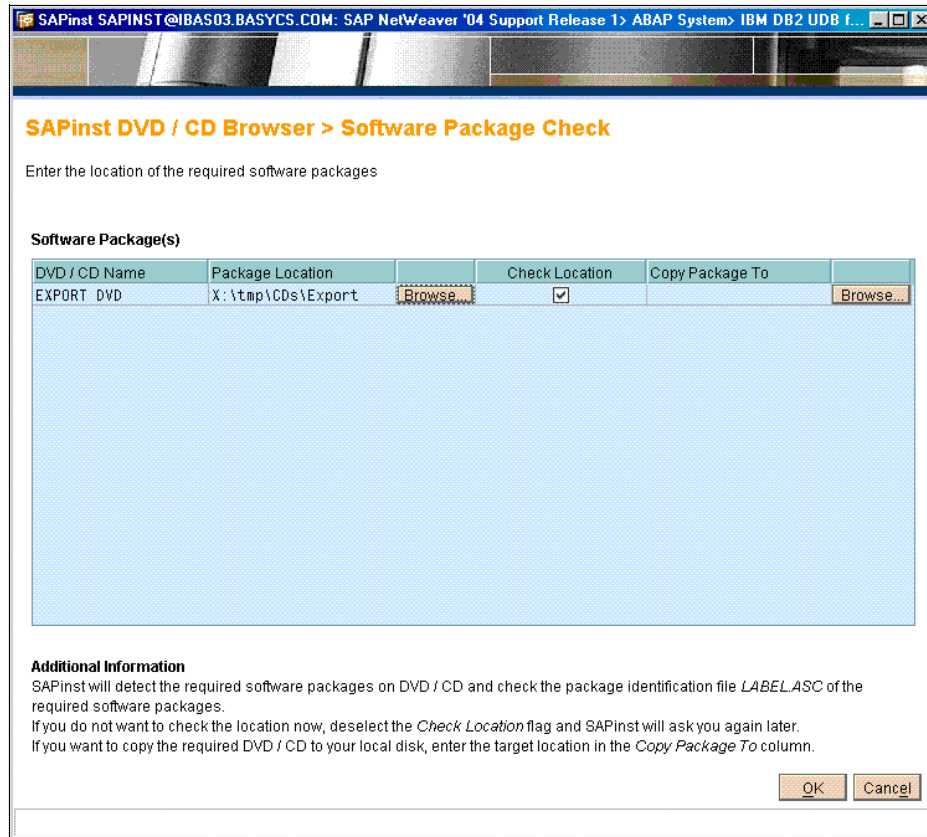 SAPinst SAPINST@IBAS03.BASYCS.COM: SAP NetWeaver '04 Support Release 1> ABAP System> IBM DB2 UDB f...
SAPinst DVD / CD Browser > Software Package Check
Enter the location of the required software packages
Software Package(s)
DVD / CD Name Package Location Check Location Copy Package To
EXPORT DVD X:\tmp\CDs\Export Browse... Browse...
Additional Information
SAPinst will detect the required software packages on DVD / CD and check the package identification file LABEL.ASC of the
required software packages.
If you do not want to check the location now, deselect the Check Location flag and SAPinst will ask you again later.
If you want to copy the required DVD / CD to your local disk, enter the target location in the Copy Package To column.
OK Cancel